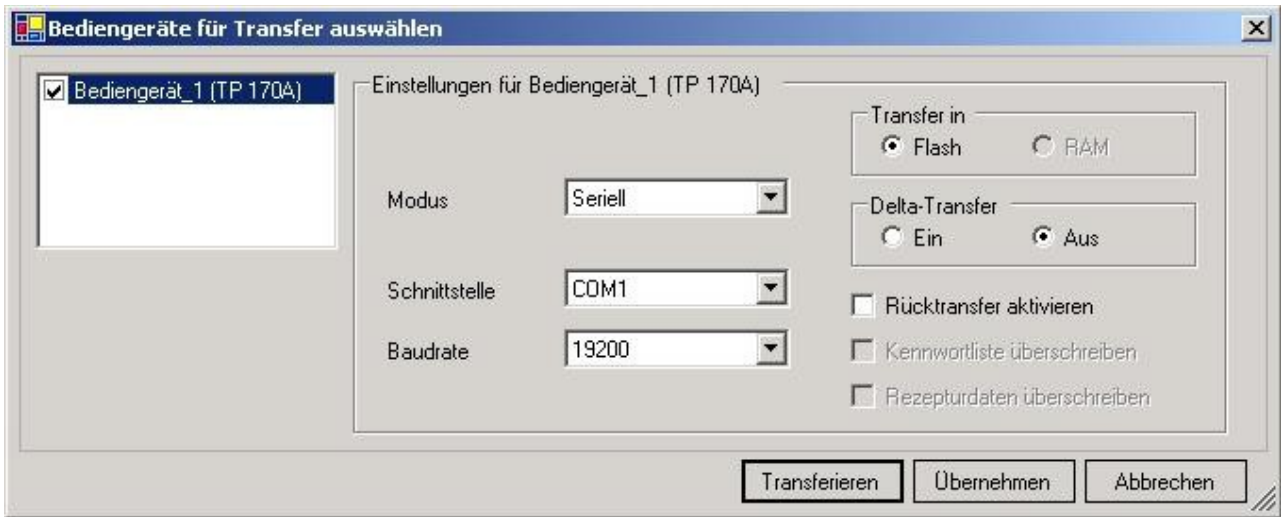 Bediengeräte für Transfer auswählen
Bediengerät_1 (TP 170A)
Einstellungen für Bediengerät_1 (TP 170A)
Modus
Seriell
Schnittstelle
COM1
Baudrate
19200
Transfer in
Flash RAM
Delta-Transfer
Ein Aus
Rücktransfer aktivieren
Kennwortliste überschreiben
Rezepturdaten überschreiben
Transferieren Übernehmen Abbrechen